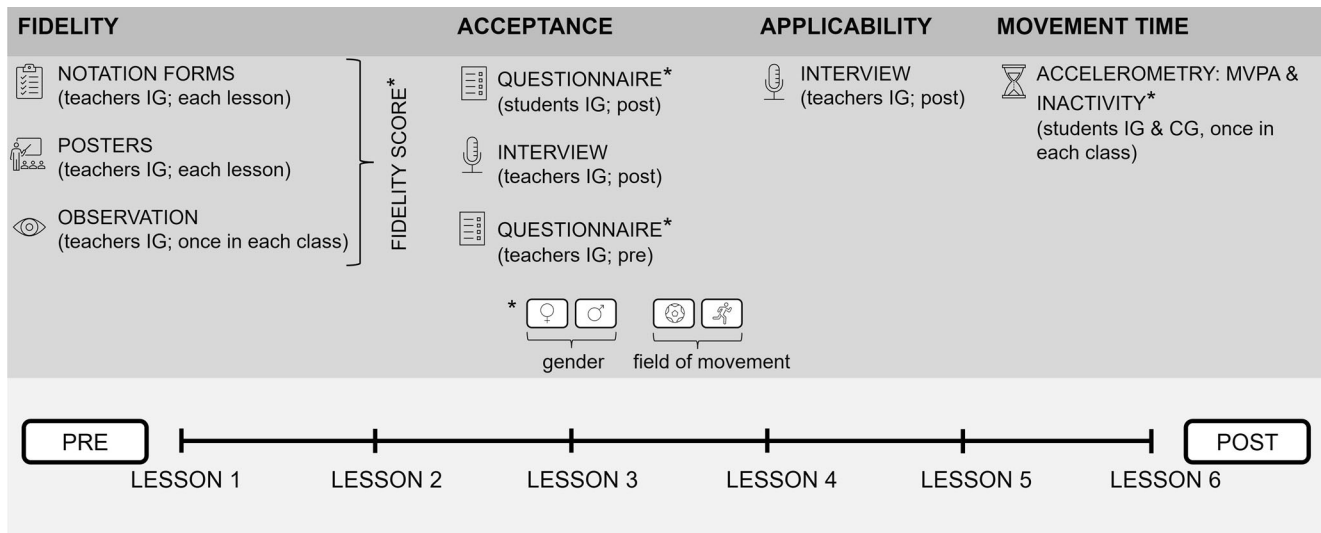 FIDELITY
NOTATION FORMS
(teachers IG; each lesson)
POSTERS
(teachers IG; each lesson)
OBSERVATION
(teachers IG; once in each class)
FIDELITY SCORE*
ACCEPTANCE
QUESTIONNAIRE*
(students IG; post)
INTERVIEW
(teachers IG; post)
QUESTIONNAIRE*
(teachers IG; pre)
APPLICABILITY
INTERVIEW
(teachers IG; post)
MOVEMENT TIME
ACCELEROMETRY: MVPA &
INACTIVITY*
(students IG & CG, once in
each class)
*
gender
field of movement
PRE
POST
LESSON 1
LESSON 2
LESSON 3
LESSON 4
LESSON 5
LESSON 6